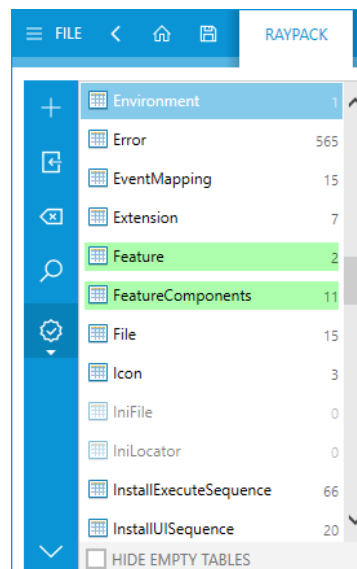 FILE RAYPACK
Environment 1
Error 565
EventMapping 15
Extension 7
Feature 2
FeatureComponents 11
File 15
Icon 3
IniFile 0
IniLocator 0
InstallExecuteSequence 66
InstallUISequence 20
HIDE EMPTY TABLES